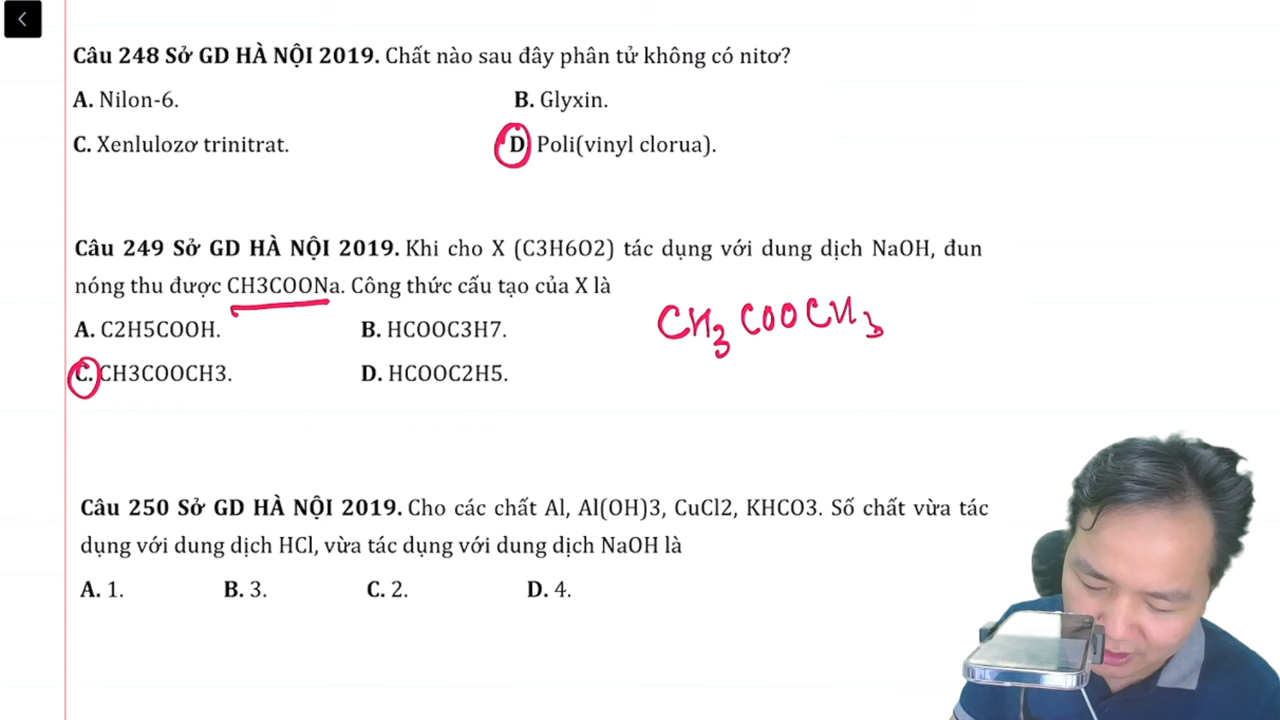 Câu 248 Sở GD HÀ NỘI 2019. Chất nào sau đây phân tử không có nitơ?
A. Nilon-6. B. Glyxin.
C. Xenlulozơ trinitrat. D Poli(vinyl clorua).
Câu 249 Sở GD HÀ NỘI 2019. Khi cho X (C3H6O2) tác dụng với dung dịch NaOH, đun
nóng thu được CH3COONa. Công thức cấu tạo của X là
CH3COOCH3
A. C2H5COOH. B. HCOOC3H7.
C. CH3COOCH3. D. HCOOC2H5.
Câu 250 Sở GD HÀ NỘI 2019. Cho các chất Al, Al(OH)3, CuCl2, KHCO3. Số chất vừa tác
dụng với dung dịch HCl, vừa tác dụng với dung dịch NaOH là
A. 1. B. 3. C. 2. D. 4.